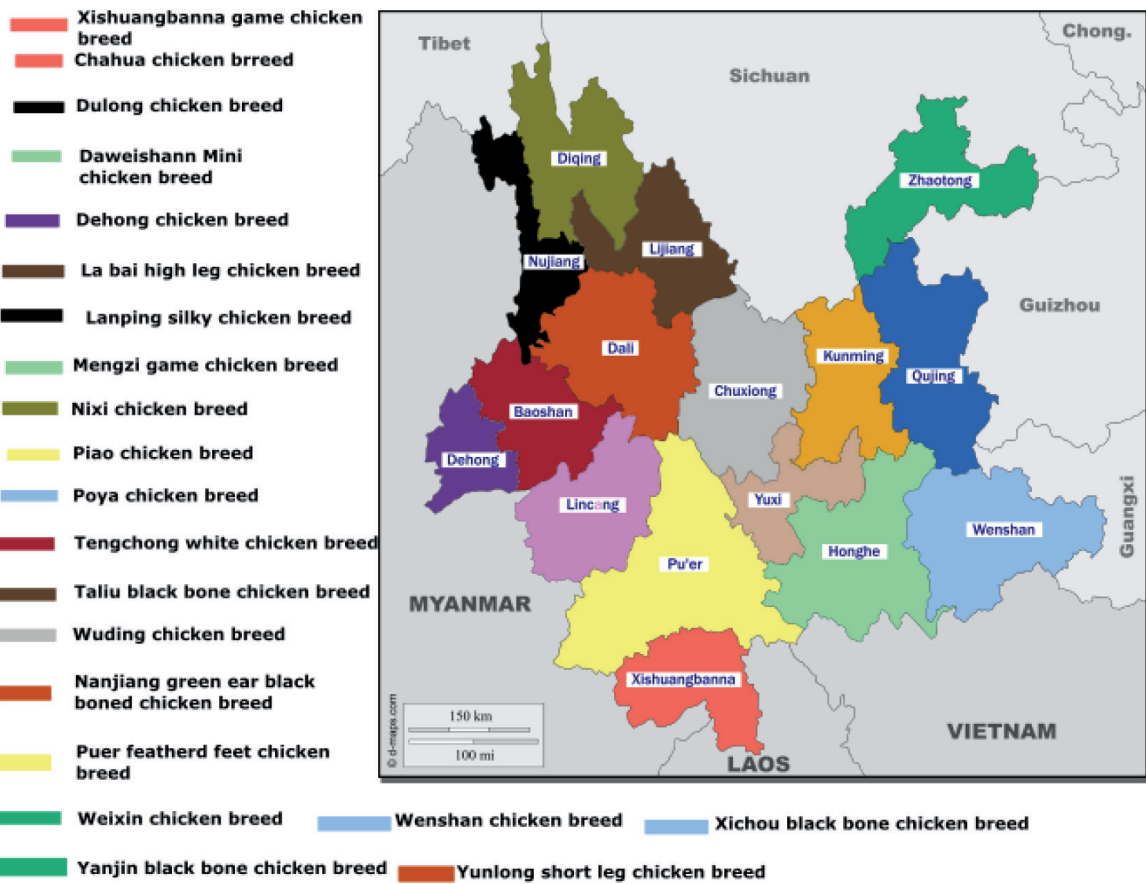 Xishuangbanna game chicken
breed
Chahua chicken brreed
Dulong chicken breed
Daweishann Mini
chicken breed
Dehong chicken breed
La bai high leg chicken breed
Lanping silky chicken breed
Mengzi game chicken breed
Nixi chicken breed
Piao chicken breed
Poya chicken breed
Tengchong white chicken breed
Taliu black bone chicken breed
Wuding chicken breed
Nanjiang green ear black
boned chicken breed
Puer featherd feet chicken
breed
Weixin chicken breed
Wenshan chicken breed
Xichou black bone chicken breed
Yanjin black bone chicken breed
Yunlong short leg chicken breed
Tibet
Sichuan
Chong.
Diqing
Zhaotong
Nujiang
Lijiang
Guizhou
Dali
Kunming
Qujing
Chuxiong
Baoshan
Dehong
Lincang
Yuxi
Wenshan
Guangxi
Honghe
Pu'er
MYANMAR
Xishuangbanna
VIETNAM
LAOS
150 km
100 mi
© d-maps.com